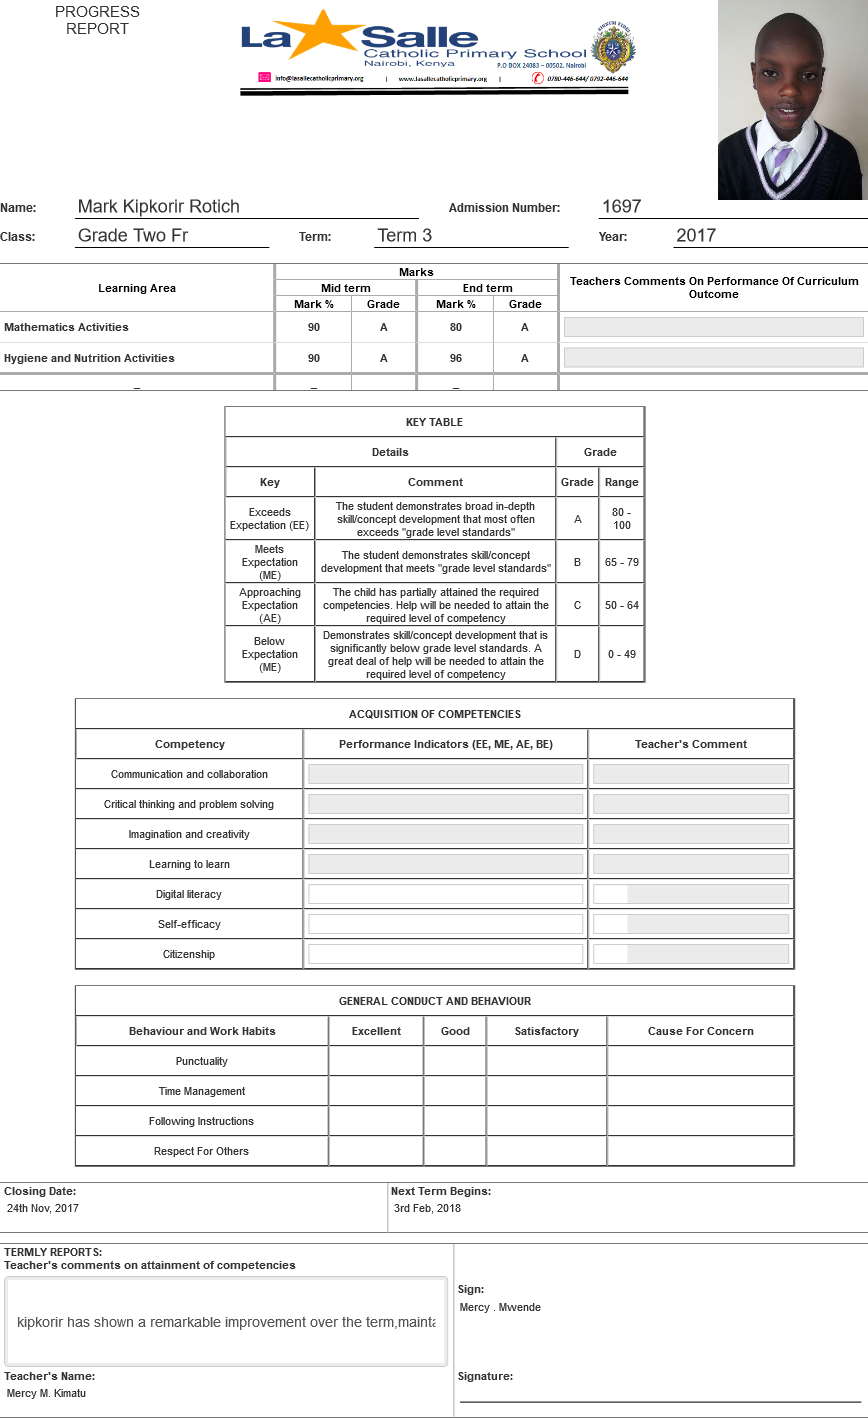 PROGRESS
REPORT
La Salle
Catholic Primary School
Nairobi, Kenya
P.O BOX 24083 – 00502, Nairobi
info@lasallecatholicprimary.org | www.lasallecatholicprimary.org | 0780-446-644/ 0792-446-644
Name: Mark Kipkorir Rotich Admission Number: 1697
Class: Grade Two Fr Term: Term 3 Year: 2017
Learning Area Marks Teachers Comments On Performance Of Curriculum Outcome
Mid term End term
Mark % Grade Mark % Grade
Mathematics Activities 90 A 80 A
Hygiene and Nutrition Activities 90 A 96 A
_ _ _
KEY TABLE
Details Grade
Key Comment Grade Range
Exceeds Expectation (EE) The student demonstrates broad in-depth skill/concept development that most often exceeds "grade level standards" A 80 - 100
Meets Expectation (ME) The student demonstrates skill/concept development that meets "grade level standards" B 65 - 79
Approaching Expectation (AE) The child has partially attained the required competencies. Help will be needed to attain the required level of competency C 50 - 64
Below Expectation (ME) Demonstrates skill/concept development that is significantly below grade level standards. A great deal of help will be needed to attain the required level of competency D 0 - 49
ACQUISITION OF COMPETENCIES
Competency Performance Indicators (EE, ME, AE, BE) Teacher's Comment
Communication and collaboration
Critical thinking and problem solving
Imagination and creativity
Learning to learn
Digital literacy
Self-efficacy
Citizenship
GENERAL CONDUCT AND BEHAVIOUR
Behaviour and Work Habits Excellent Good Satisfactory Cause For Concern
Punctuality
Time Management
Following Instructions
Respect For Others
Closing Date: Next Term Begins:
24th Nov, 2017 3rd Feb, 2018
TERMLY REPORTS:
Teacher's comments on attainment of competencies
kipkorir has shown a remarkable improvement over the term,mainta
Sign:
Mercy . Mwende
Teacher's Name: Signature:
Mercy M. Kimatu